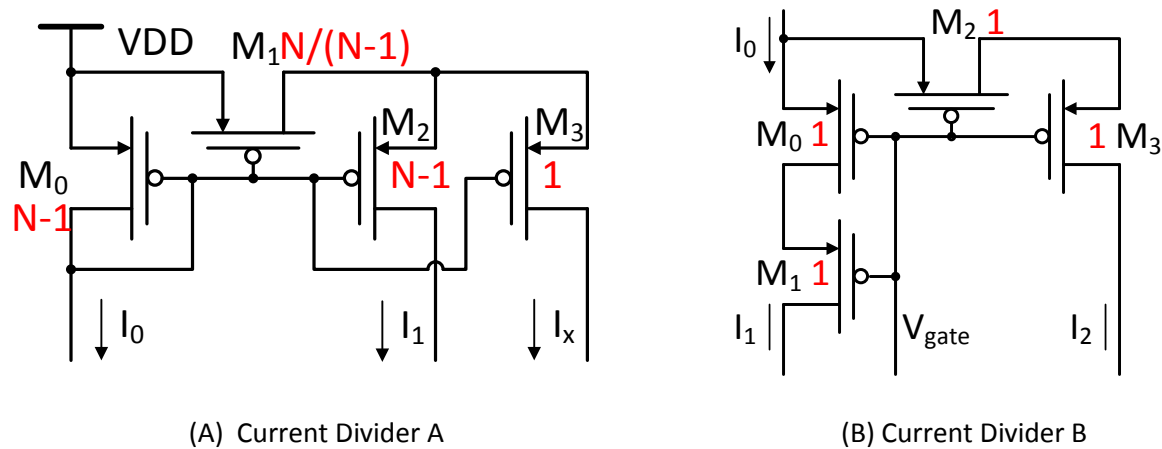 VDD
M₁N/(N-1)
M₀
N-1
M₂
N-1
M₃
1
I₀
I₁
Iₓ
(A) Current Divider A
I₀
M₂ 1
M₀ 1
1 M₃
M₁ 1
I₁
V_gate
I₂
(B) Current Divider B